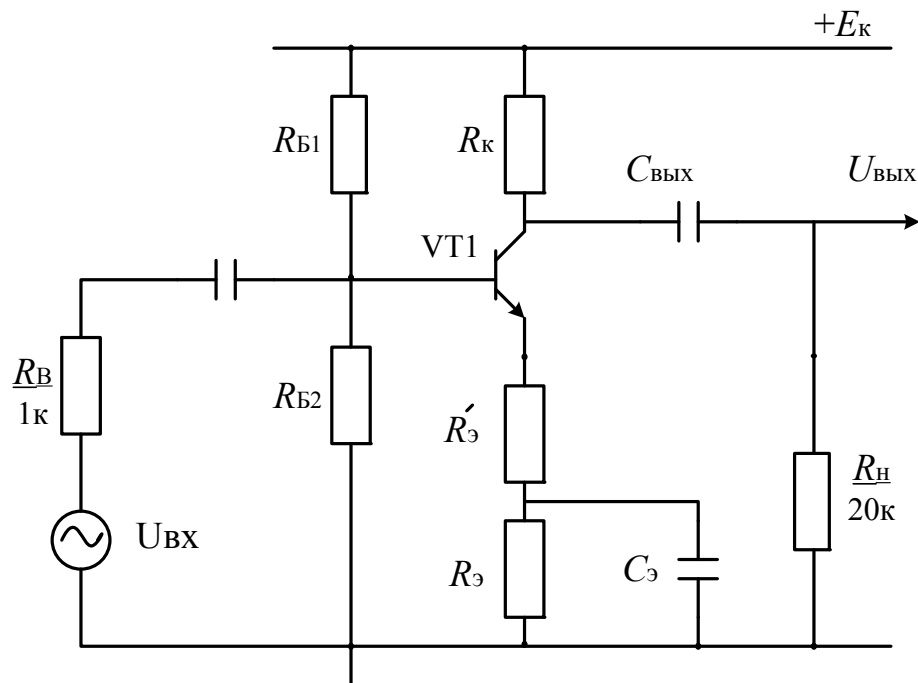 +Eк
RБ1
Rк
Cвых
Uвых
VT1
RВ
1к
RБ2
R´э
Rн
20к
Uвх
Rэ
Cэ